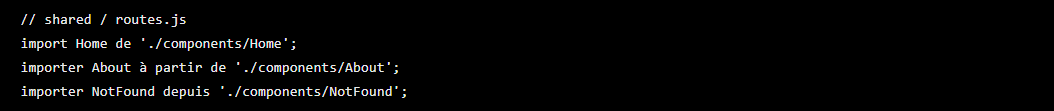 // shared / routes.js
import Home de './components/Home';
importer About à partir de './components/About';
importer NotFound depuis './components/NotFound';